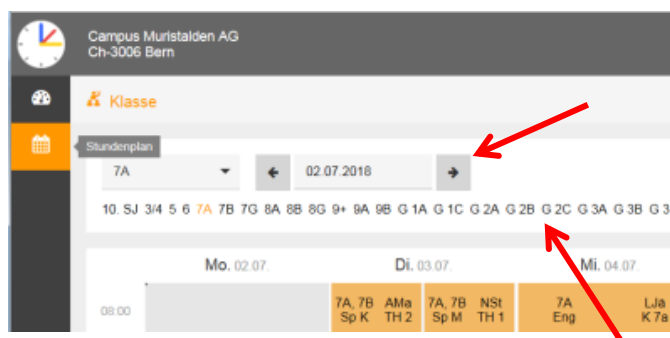 Campus Muristalden AG
Ch-3006 Bern
Klasse
Stundenplan
7A 02.07.2018
10. SJ 3/4 5 6 7A 7B 7G 8A 8B 8G 9+ 9A 9B G 1A G 1C G 2A G 2B G 2C G 3A G 3B G 3
Mo. 02.07. Di. 03.07. Mi. 04.07.
08:00 7A, 7B AMa 7A, 7B NSt 7A LJa
Sp K TH 2 Sp M TH 1 Eng K 7a